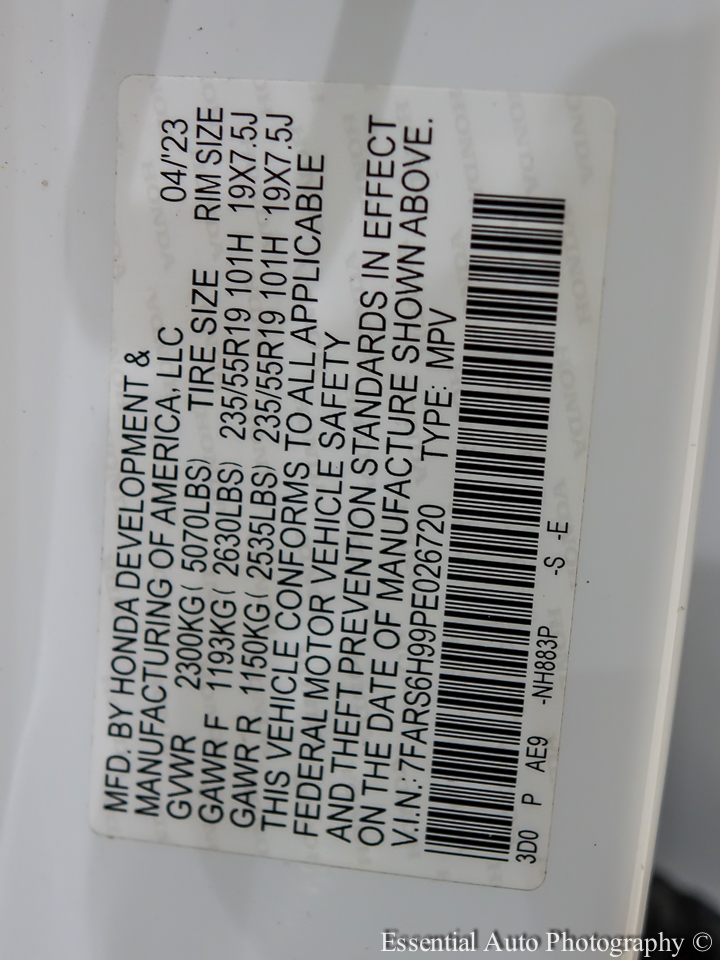 MFD. BY HONDA DEVELOPMENT &
MANUFACTURING OF AMERICA, LLC 04/'23
GVWR 2300KG( 5070LBS) TIRE SIZE RIM SIZE
GAWR F 1193KG( 2630LBS) 235/55R19 101H 19X7.5J
GAWR R 1150KG( 2535LBS) 235/55R19 101H 19X7.5J
THIS VEHICLE CONFORMS TO ALL APPLICABLE
FEDERAL MOTOR VEHICLE SAFETY
AND THEFT PREVENTION STANDARDS IN EFFECT
ON THE DATE OF MANUFACTURE SHOWN ABOVE.
V.I.N.: 7FARS6H99PE026720 TYPE: MPV
3D0 P AE9 -NH883P -S -E
HONDA
Essential Auto Photography ©